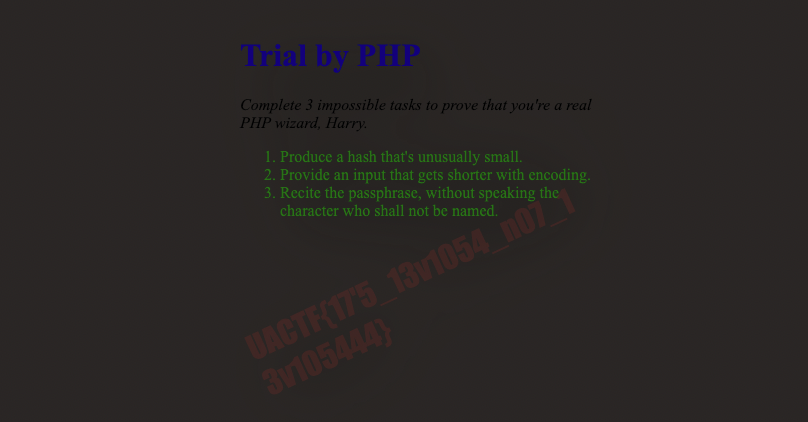 Trial by PHP
Complete 3 impossible tasks to prove that you're a real
PHP wizard, Harry.
1. Produce a hash that's unusually small.
2. Provide an input that gets shorter with encoding.
3. Recite the passphrase, without speaking the
character who shall not be named.
UACTF{17'5_13v1054_n07_1
3v105444}